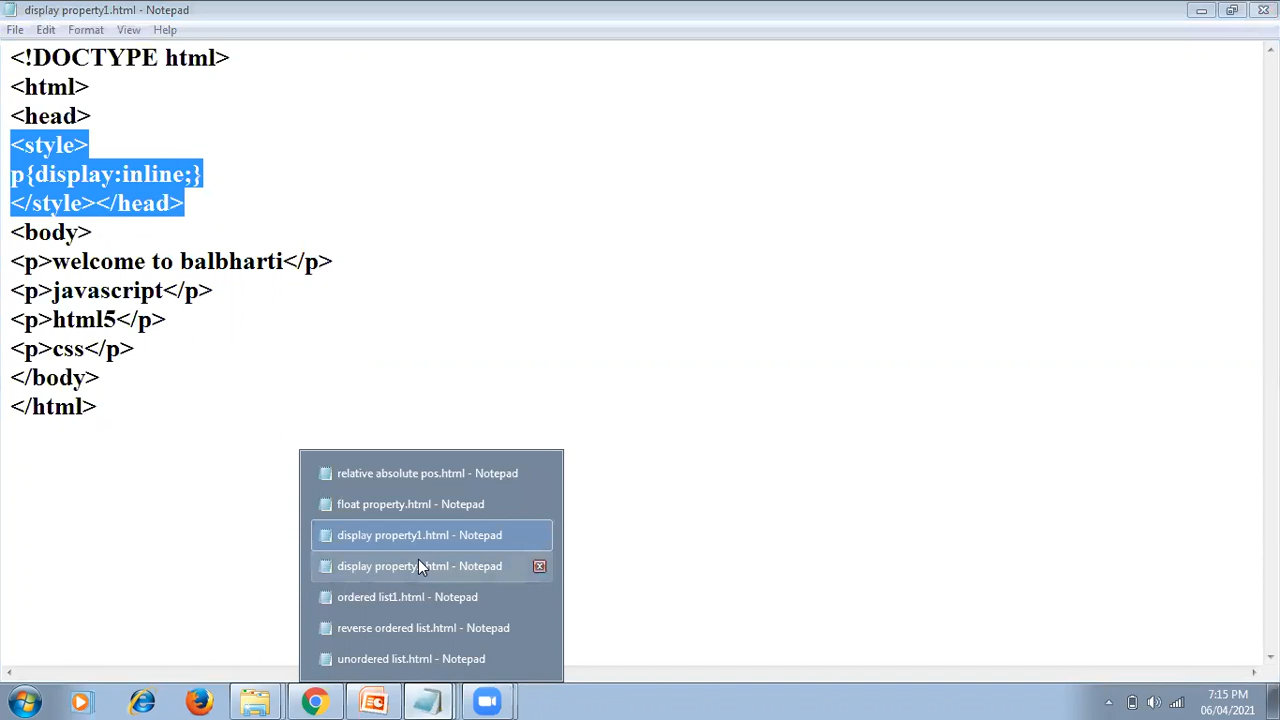 display property1.html - Notepad
File Edit Format View Help
<!DOCTYPE html>
<html>
<head>
<style>
p{display:inline;}
</style></head>
<body>
<p>welcome to balbharti</p>
<p>javascript</p>
<p>html5</p>
<p>css</p>
</body>
</html>
relative absolute pos.html - Notepad
float property.html - Notepad
display property1.html - Notepad
display property html - Notepad
ordered list1.html - Notepad
reverse ordered list.html - Notepad
unordered list.html - Notepad
7:15 PM
06/04/2021